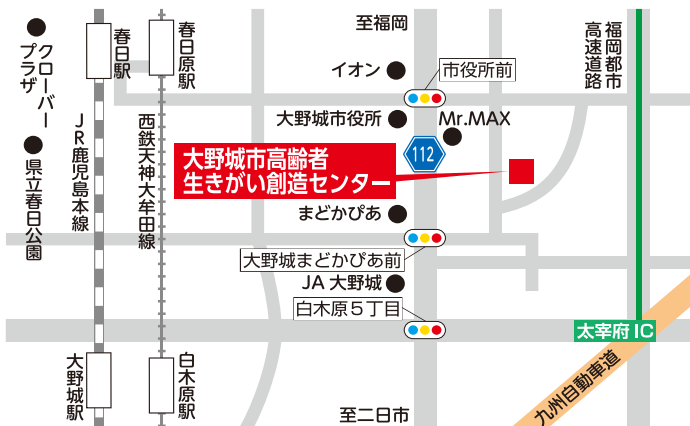 至福岡
クローバー
プラザ
春日駅
春日原駅
福岡都市
高速道路
イオン
市役所前
大野城市役所
Mr.MAX
JR鹿児島本線
西鉄天神大牟田線
112
大野城市高齢者
生きがい創造センター
県立春日公園
まどかぴあ
大野城まどかぴあ前
JA大野城
白木原5丁目
太宰府IC
大野城駅
白木原駅
九州自動車道
至二日市